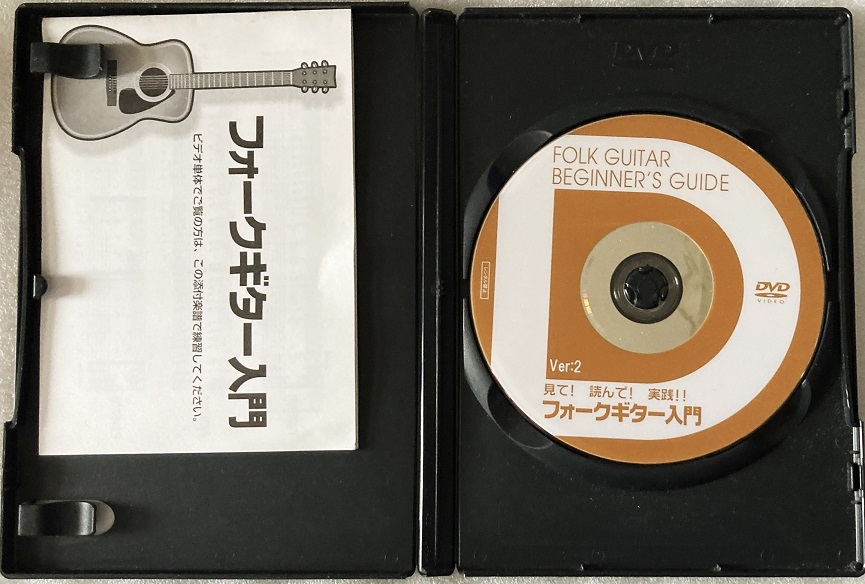 フォークギター入門
ビデオ単体でご覧の方は、この添付楽譜で練習してください。
DVD
FOLK GUITAR
BEGINNER'S GUIDE
DVD
VIDEO
Ver:2
見て! 読んで! 実践!!
フォークギター入門